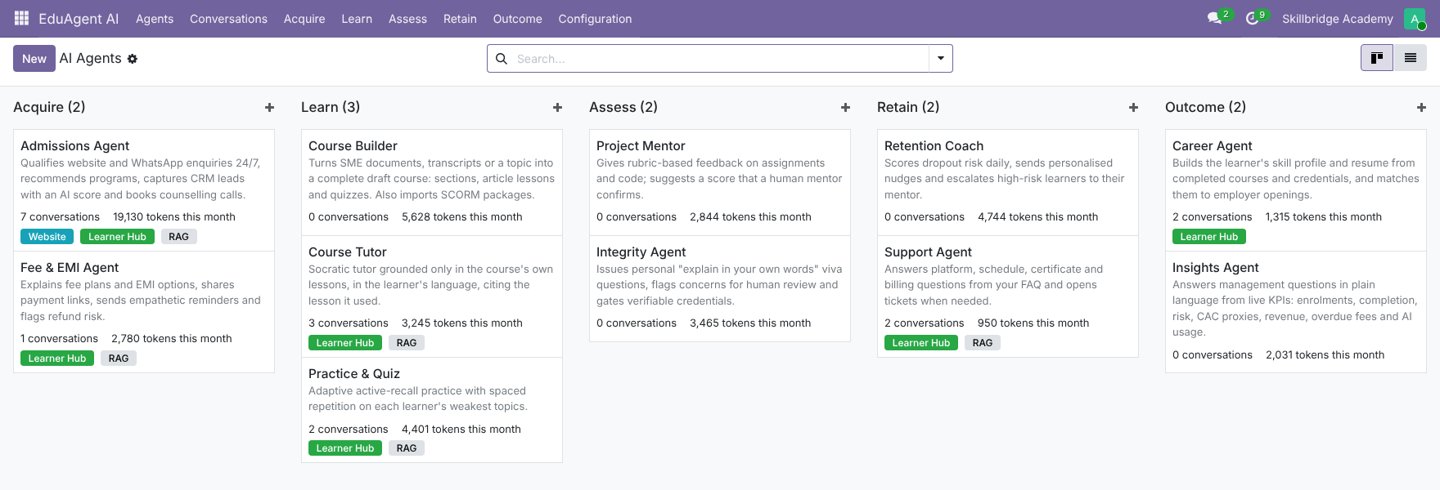 EduAgent AI Agents Conversations Acquire Learn Assess Retain Outcome Configuration 2 9 Skillbridge Academy A
New AI Agents Search...
Acquire (2)
Admissions Agent
Qualifies website and WhatsApp enquiries 24/7,
recommends programs, captures CRM leads
with an AI score and books counselling calls.
7 conversations 19,130 tokens this month
Website Learner Hub RAG
Fee & EMI Agent
Explains fee plans and EMI options, shares
payment links, sends empathetic reminders and
flags refund risk.
1 conversations 2,780 tokens this month
Learner Hub RAG
Learn (3)
Course Builder
Turns SME documents, transcripts or a topic into
a complete draft course: sections, article lessons
and quizzes. Also imports SCORM packages.
0 conversations 5,628 tokens this month
Course Tutor
Socratic tutor grounded only in the course's own
lessons, in the learner's language, citing the
lesson it used.
3 conversations 3,245 tokens this month
Learner Hub RAG
Practice & Quiz
Adaptive active-recall practice with spaced
repetition on each learner's weakest topics.
2 conversations 4,401 tokens this month
Learner Hub RAG
Assess (2)
Project Mentor
Gives rubric-based feedback on assignments
and code; suggests a score that a human mentor
confirms.
0 conversations 2,844 tokens this month
Integrity Agent
Issues personal "explain in your own words" viva
questions, flags concerns for human review and
gates verifiable credentials.
0 conversations 3,465 tokens this month
Retain (2)
Retention Coach
Scores dropout risk daily, sends personalised
nudges and escalates high-risk learners to their
mentor.
0 conversations 4,744 tokens this month
Support Agent
Answers platform, schedule, certificate and
billing questions from your FAQ and opens
tickets when needed.
2 conversations 950 tokens this month
Learner Hub RAG
Outcome (2)
Career Agent
Builds the learner's skill profile and resume from
completed courses and credentials, and matches
them to employer openings.
2 conversations 1,315 tokens this month
Learner Hub
Insights Agent
Answers management questions in plain
language from live KPIs: enrolments, completion,
risk, CAC proxies, revenue, overdue fees and AI
usage.
0 conversations 2,031 tokens this month